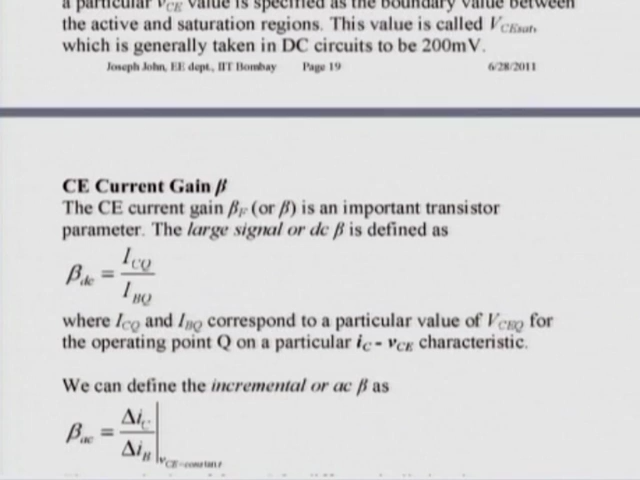 a particular V_CE value is specified as the boundary value between
the active and saturation regions. This value is called V_CEsat,
which is generally taken in DC circuits to be 200mV.
Joseph John, EE dept., IIT Bombay Page 19 6/28/2011
CE Current Gain β
The CE current gain β_F (or β) is an important transistor
parameter. The large signal or dc β is defined as
β_dc = I_CQ / I_BQ
where I_CQ and I_BQ correspond to a particular value of V_CEQ for
the operating point Q on a particular i_C - v_CE characteristic.
We can define the incremental or ac β as
β_ac = Δi_C / Δi_B |_v_CE=constant